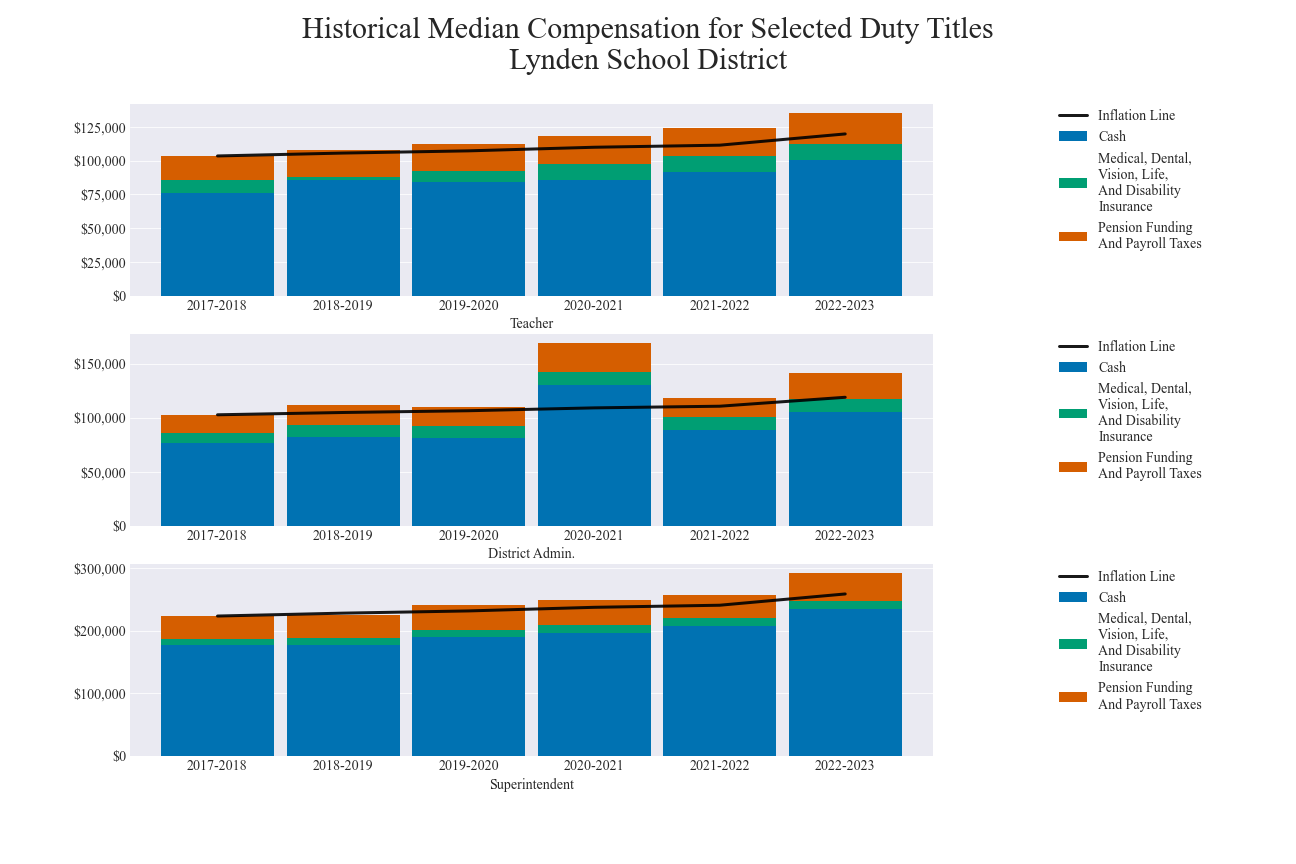 Historical Median Compensation for Selected Duty Titles
Lynden School District
$125,000
$100,000
$75,000
$50,000
$25,000
$0
2017-2018 2018-2019 2019-2020 2020-2021 2021-2022 2022-2023
Teacher
Inflation Line
Cash
Medical, Dental,
Vision, Life,
And Disability
Insurance
Pension Funding
And Payroll Taxes
$150,000
$100,000
$50,000
$0
2017-2018 2018-2019 2019-2020 2020-2021 2021-2022 2022-2023
District Admin.
Inflation Line
Cash
Medical, Dental,
Vision, Life,
And Disability
Insurance
Pension Funding
And Payroll Taxes
$300,000
$200,000
$100,000
$0
2017-2018 2018-2019 2019-2020 2020-2021 2021-2022 2022-2023
Superintendent
Inflation Line
Cash
Medical, Dental,
Vision, Life,
And Disability
Insurance
Pension Funding
And Payroll Taxes